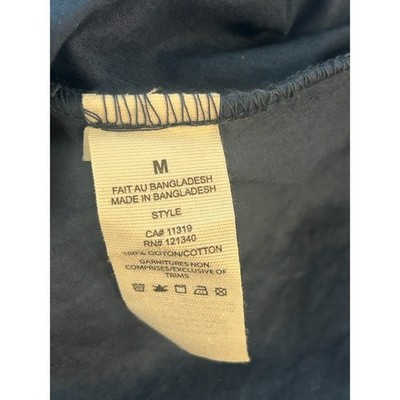 M
FAIT AU BANGLADESH
MADE IN BANGLADESH
STYLE
CA# 11319
RN# 121340
100% COTON/COTTON
GARNITURES NON
COMPRISES/EXCLUSIVE OF
TRIMS